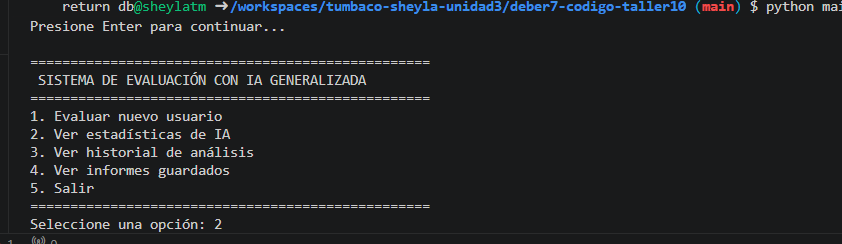 return db@sheylatm ➜/workspaces/tumbaco-sheyla-unidad3/deber7-codigo-taller10 (main) $ python mai
Presione Enter para continuar...
==================================================
SISTEMA DE EVALUACIÓN CON IA GENERALIZADA
==================================================
1. Evaluar nuevo usuario
2. Ver estadísticas de IA
3. Ver historial de análisis
4. Ver informes guardados
5. Salir
==================================================
Seleccione una opción: 2